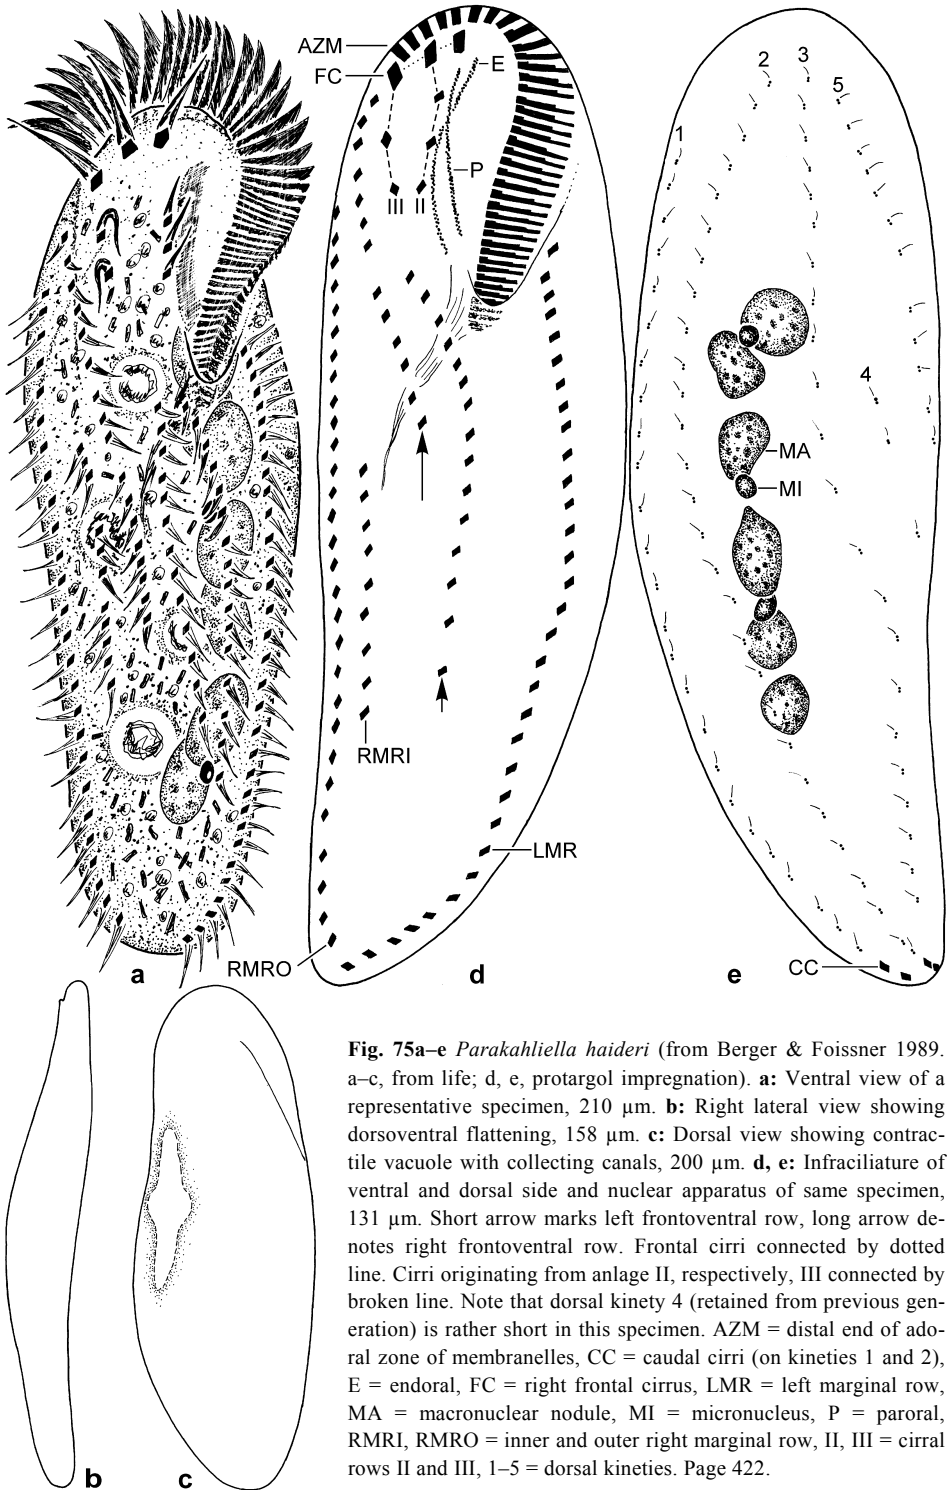 AZM
FC
E
P
III
II
RMRI
LMR
RMRO
a
d
1
2
3
5
4
MA
MI
CC
e
b
c
Fig. 75a–e Parakahliella haideri (from Berger & Foissner 1989.
a–c, from life; d, e, protargol impregnation). a: Ventral view of a
representative specimen, 210 µm. b: Right lateral view showing
dorsoventral flattening, 158 µm. c: Dorsal view showing contrac-
tile vacuole with collecting canals, 200 µm. d, e: Infraciliature of
ventral and dorsal side and nuclear apparatus of same specimen,
131 µm. Short arrow marks left frontoventral row, long arrow de-
notes right frontoventral row. Frontal cirri connected by dotted
line. Cirri originating from anlage II, respectively, III connected by
broken line. Note that dorsal kinety 4 (retained from previous gen-
eration) is rather short in this specimen. AZM = distal end of ado-
ral zone of membranelles, CC = caudal cirri (on kineties 1 and 2),
E = endoral, FC = right frontal cirrus, LMR = left marginal row,
MA = macronuclear nodule, MI = micronucleus, P = paroral,
RMRI, RMRO = inner and outer right marginal row, II, III = cirral
rows II and III, 1–5 = dorsal kineties. Page 422.